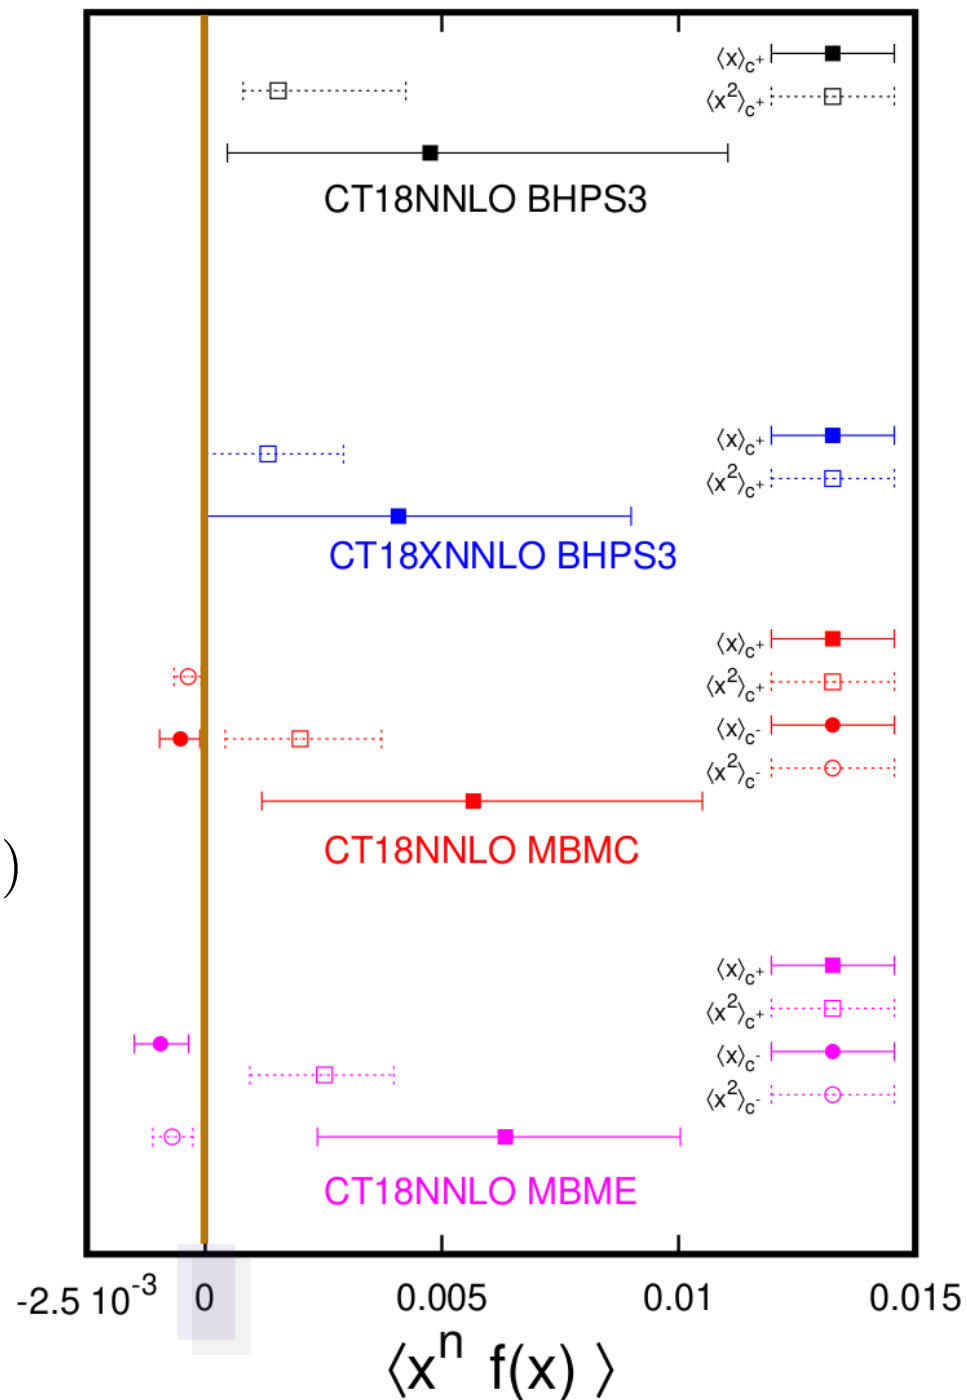 ⟨x⟩c+
⟨x²⟩c+
CT18NNLO BHPS3
⟨x⟩c+
⟨x²⟩c+
CT18XNNLO BHPS3
⟨x⟩c+
⟨x²⟩c+
⟨x⟩c-
⟨x²⟩c-
CT18NNLO MBMC
)
⟨x⟩c+
⟨x²⟩c+
⟨x⟩c-
⟨x²⟩c-
CT18NNLO MBME
-2.5 10⁻³ 0 0.005 0.01 0.015
⟨xⁿ f(x) ⟩